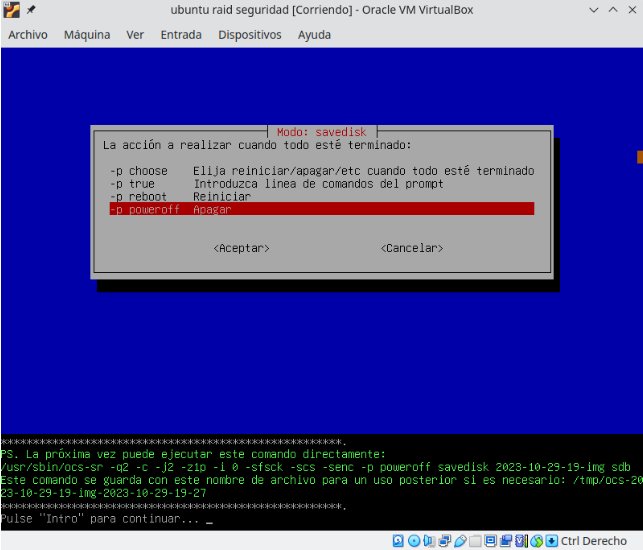 ubuntu raid seguridad [Corriendo] - Oracle VM VirtualBox
Archivo Máquina Ver Entrada Dispositivos Ayuda
Modo: savedisk
La acción a realizar cuando todo esté terminado:
-p choose Elija reiniciar/apagar/etc cuando todo esté terminado
-p true Introduzca linea de comandos del prompt
-p reboot Reiniciar
-p poweroff Apagar
<Aceptar> <Cancelar>
*******************************************************.
PS. La próxima vez puede ejecutar este comando directamente:
/usr/sbin/ocs-sr -q2 -c -j2 -z1p -i 0 -sfsck -scs -senc -p poweroff savedisk 2023-10-29-19-img sdb
Este comando se guarda con este nombre de archivo para un uso posterior si es necesario: /tmp/ocs-20
23-10-29-19-img-2023-10-29-19-27
*******************************************************.
Pulse "Intro" para continuar... _
Ctrl Derecho